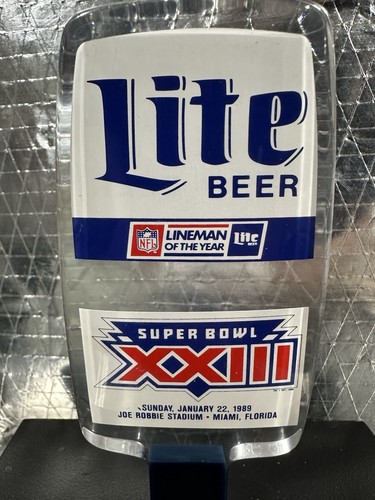 Lite
BEER
NFL
LINEMAN
OF THE YEAR
Lite
BEER
SUPER BOWL
XXIII
SUNDAY, JANUARY 22, 1989
JOE ROBBIE STADIUM • MIAMI, FLORIDA